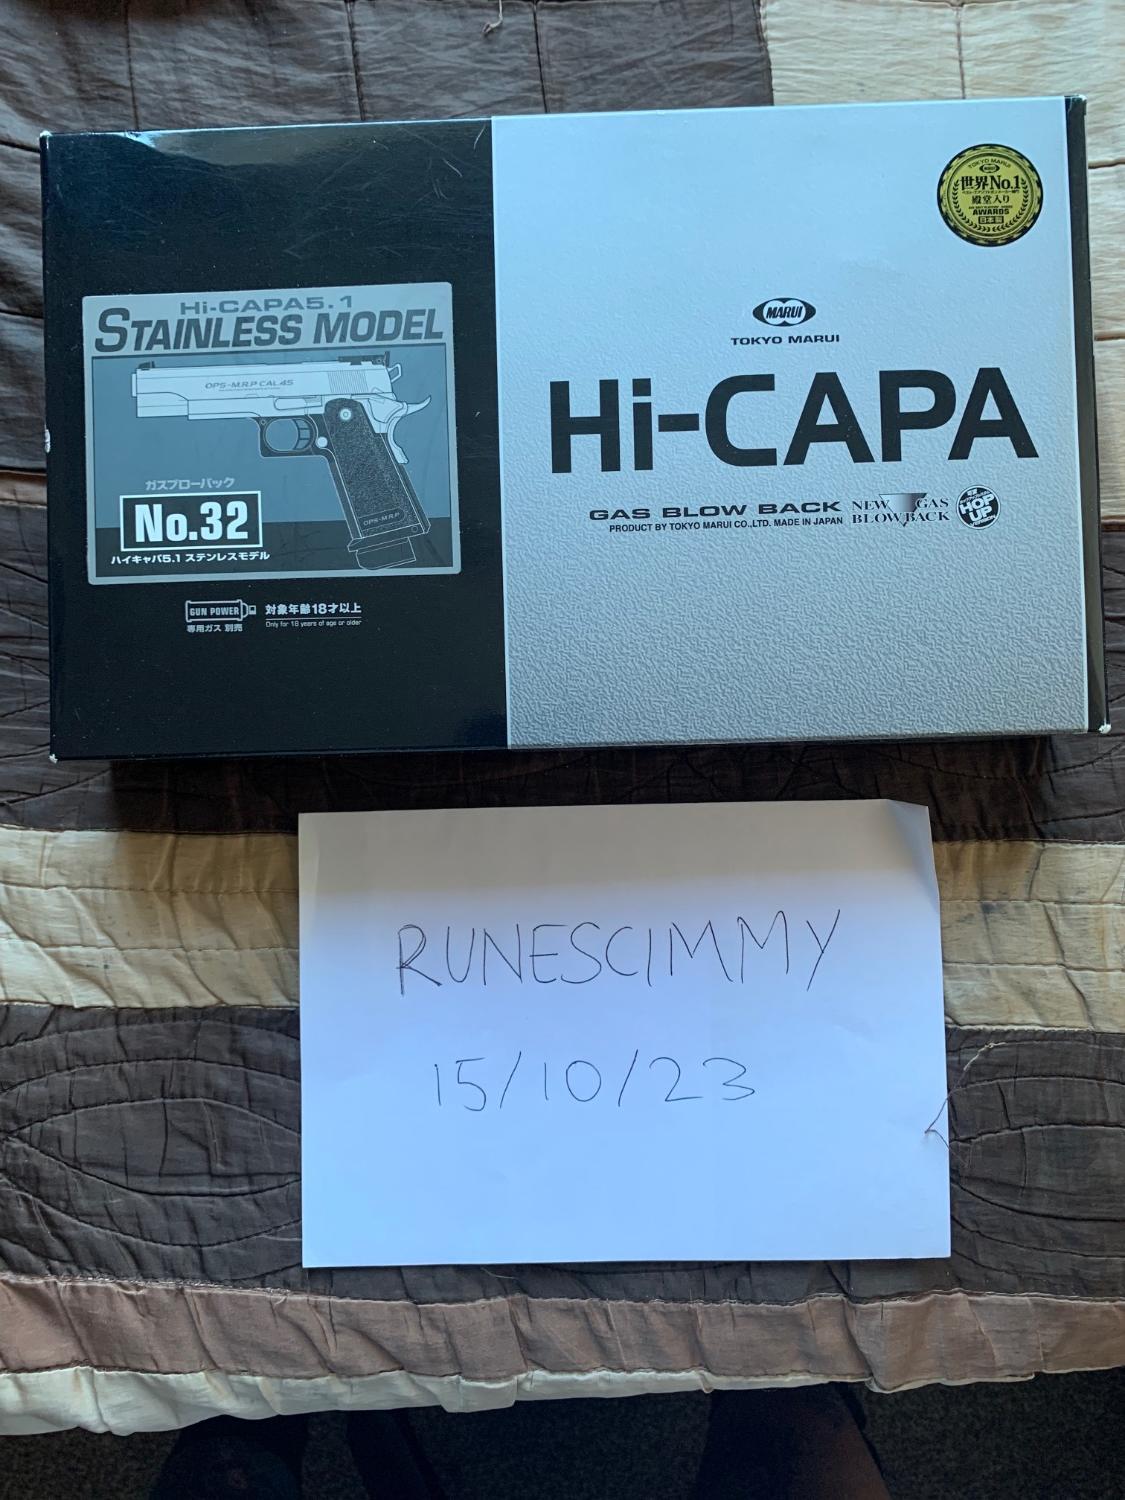 Hi-CAPA5.1
STAINLESS MODEL
OPS-M.R.P CAL.45
OPS-M.R.P
ガスブローバック
No.32
ハイキャパ5.1 ステンレスモデル
GUN POWER
専用ガス 別売
対象年齢18才以上
Only for 18 years of age or older
TOKYO MARUI
世界No.1
殿堂入り
AWARDS
日本製
MARUI
TOKYO MARUI
Hi-CAPA
GAS BLOW BACK
PRODUCT BY TOKYO MARUI CO.,LTD. MADE IN JAPAN
NEW GAS
BLOWBACK
HOP
UP
RUNESCIMMY
15/10/23